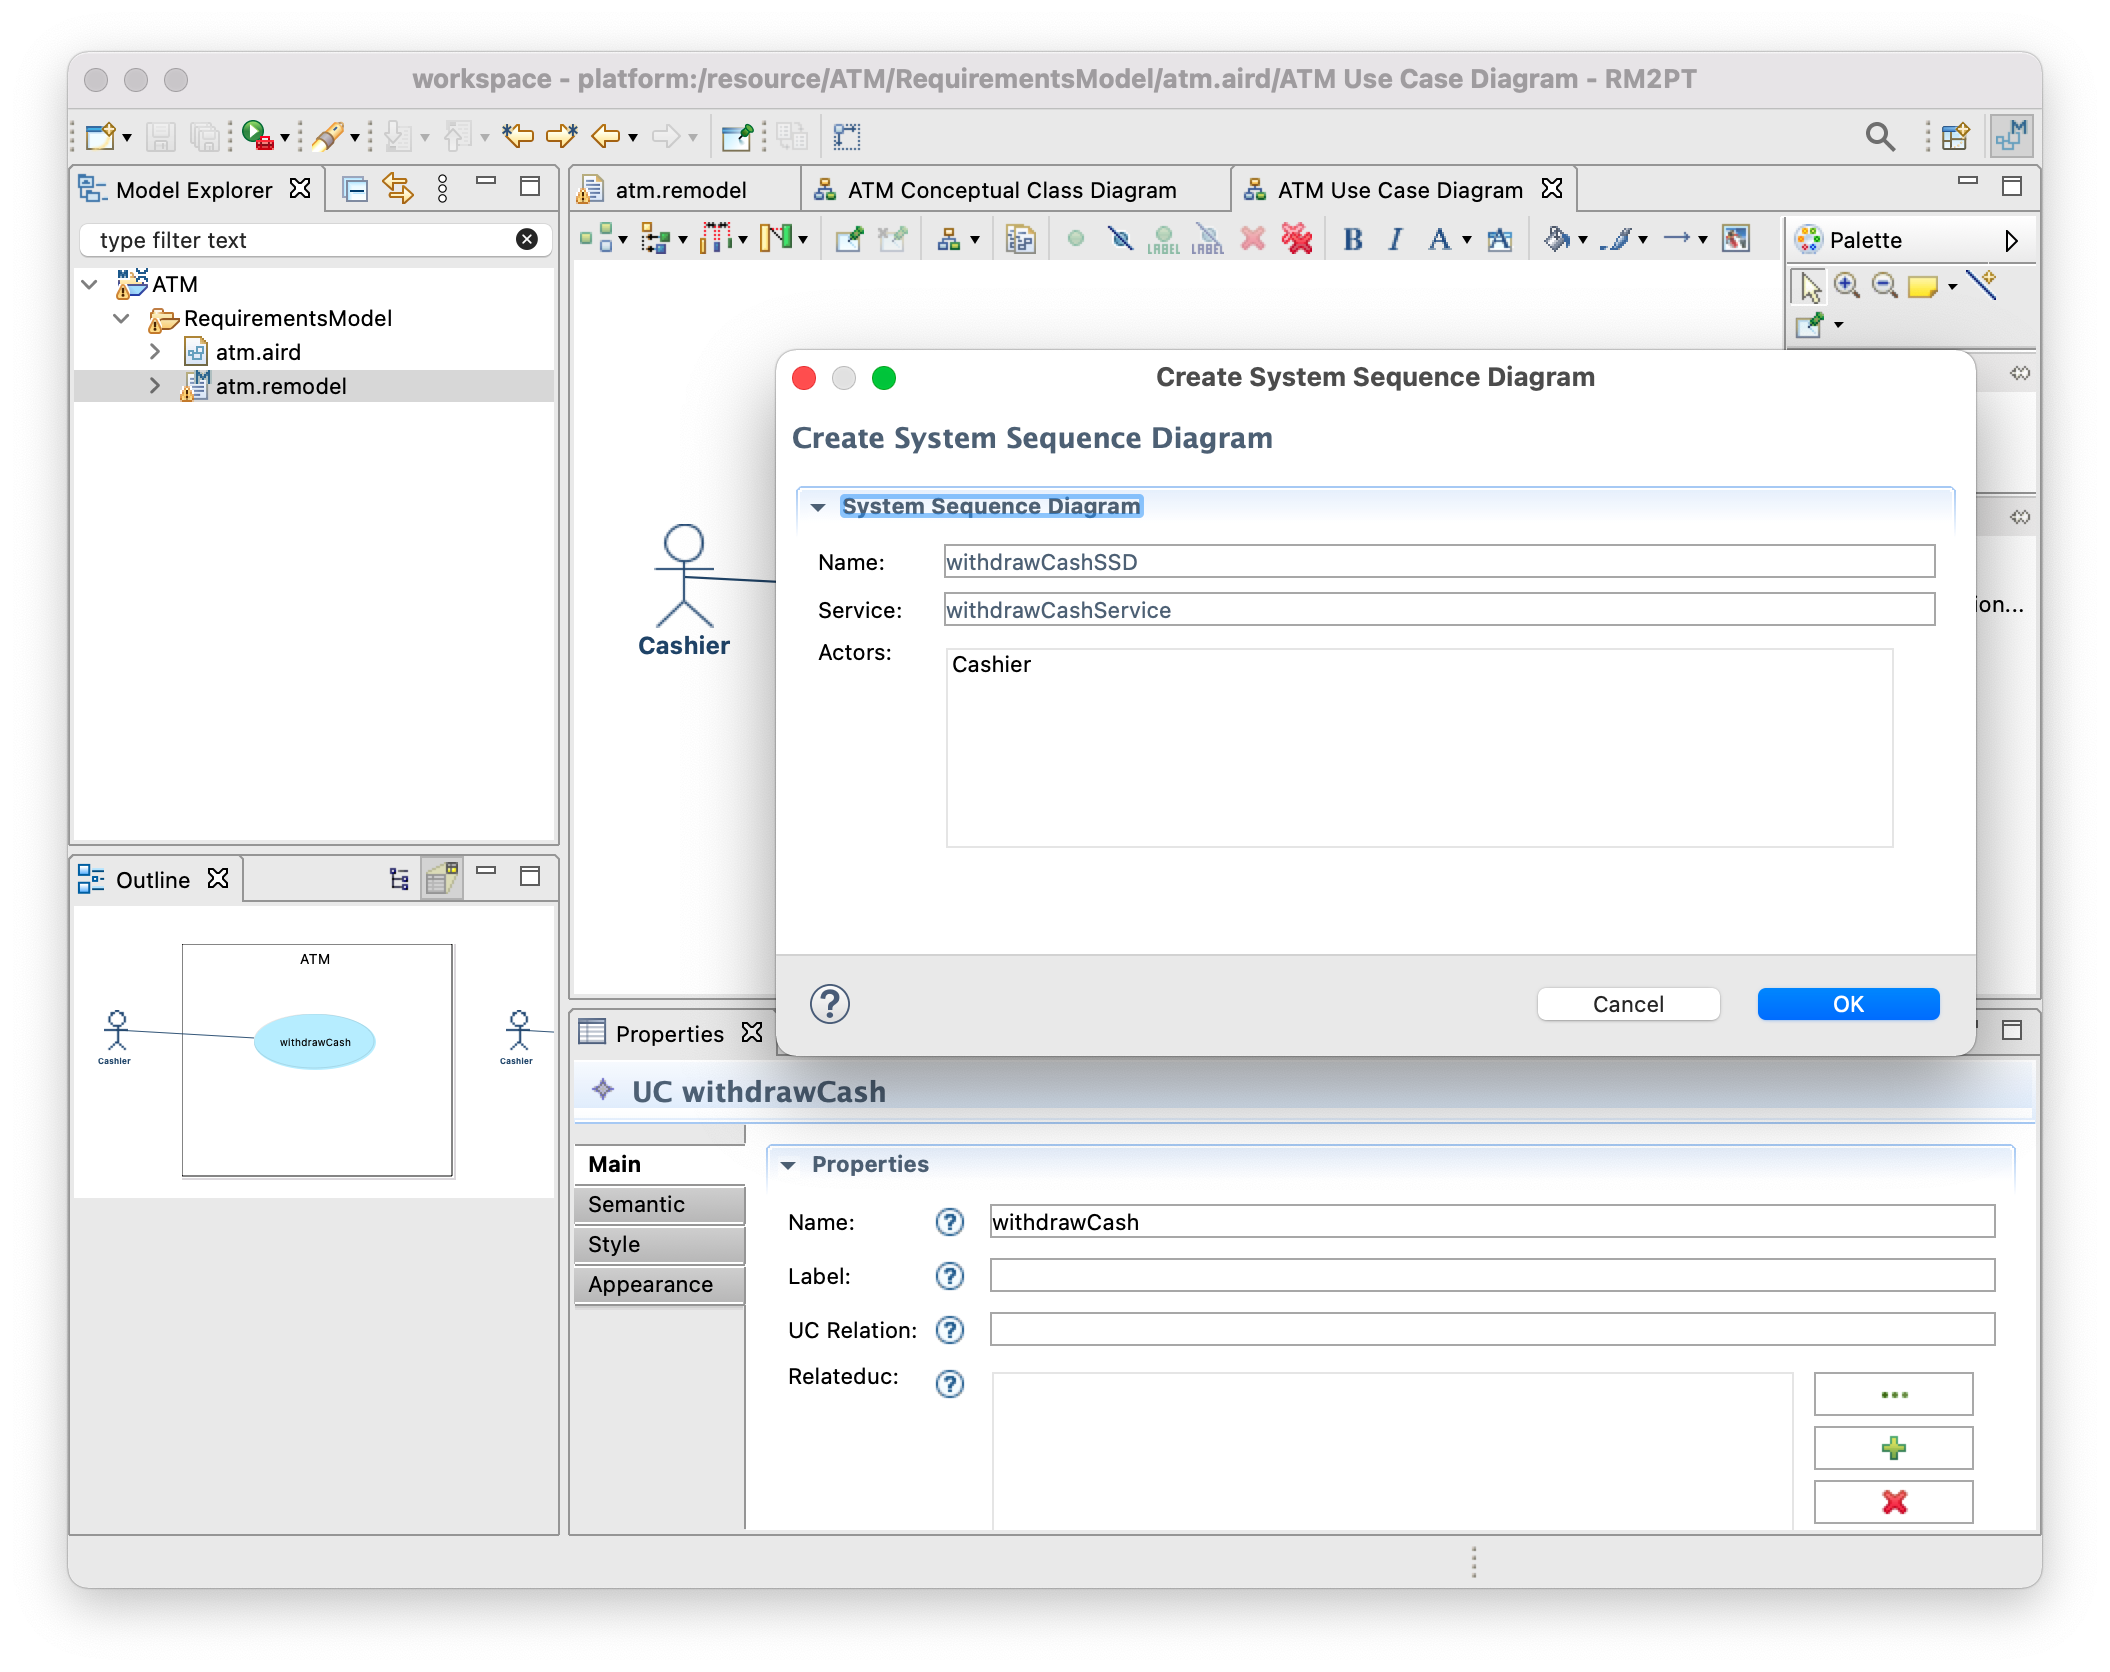 workspace - platform:/resource/ATM/RequirementsModel/atm.aird/ATM Use Case Diagram - RM2PT
Model Explorer
type filter text
ATM
RequirementsModel
atm.aird
atm.remodel
atm.remodel
ATM Conceptual Class Diagram
ATM Use Case Diagram
LABEL
LABEL
B
I
A
A
Palette
Cashier
ion...
Create System Sequence Diagram
Create System Sequence Diagram
System Sequence Diagram
Name:
withdrawCashSSD
Service:
withdrawCashService
Actors:
Cashier
?
Cancel
OK
Outline
ATM
withdrawCash
Cashier
Cashier
Properties
UC withdrawCash
Main
Semantic
Style
Appearance
Properties
Name:
?
withdrawCash
Label:
?
UC Relation:
?
Relateduc:
?